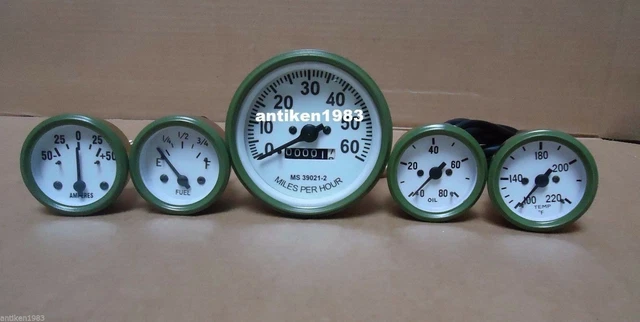 50 25 0 25 +50
AMPERES
1/4 1/2 3/4
E F
FUEL
antiken1983
0 10 20 30 40 50 60
000001
MS 39021-2
MILES PER HOUR
20 40 60 80
OIL
100 140 180 200 220
TEMP
°F
antiken1983